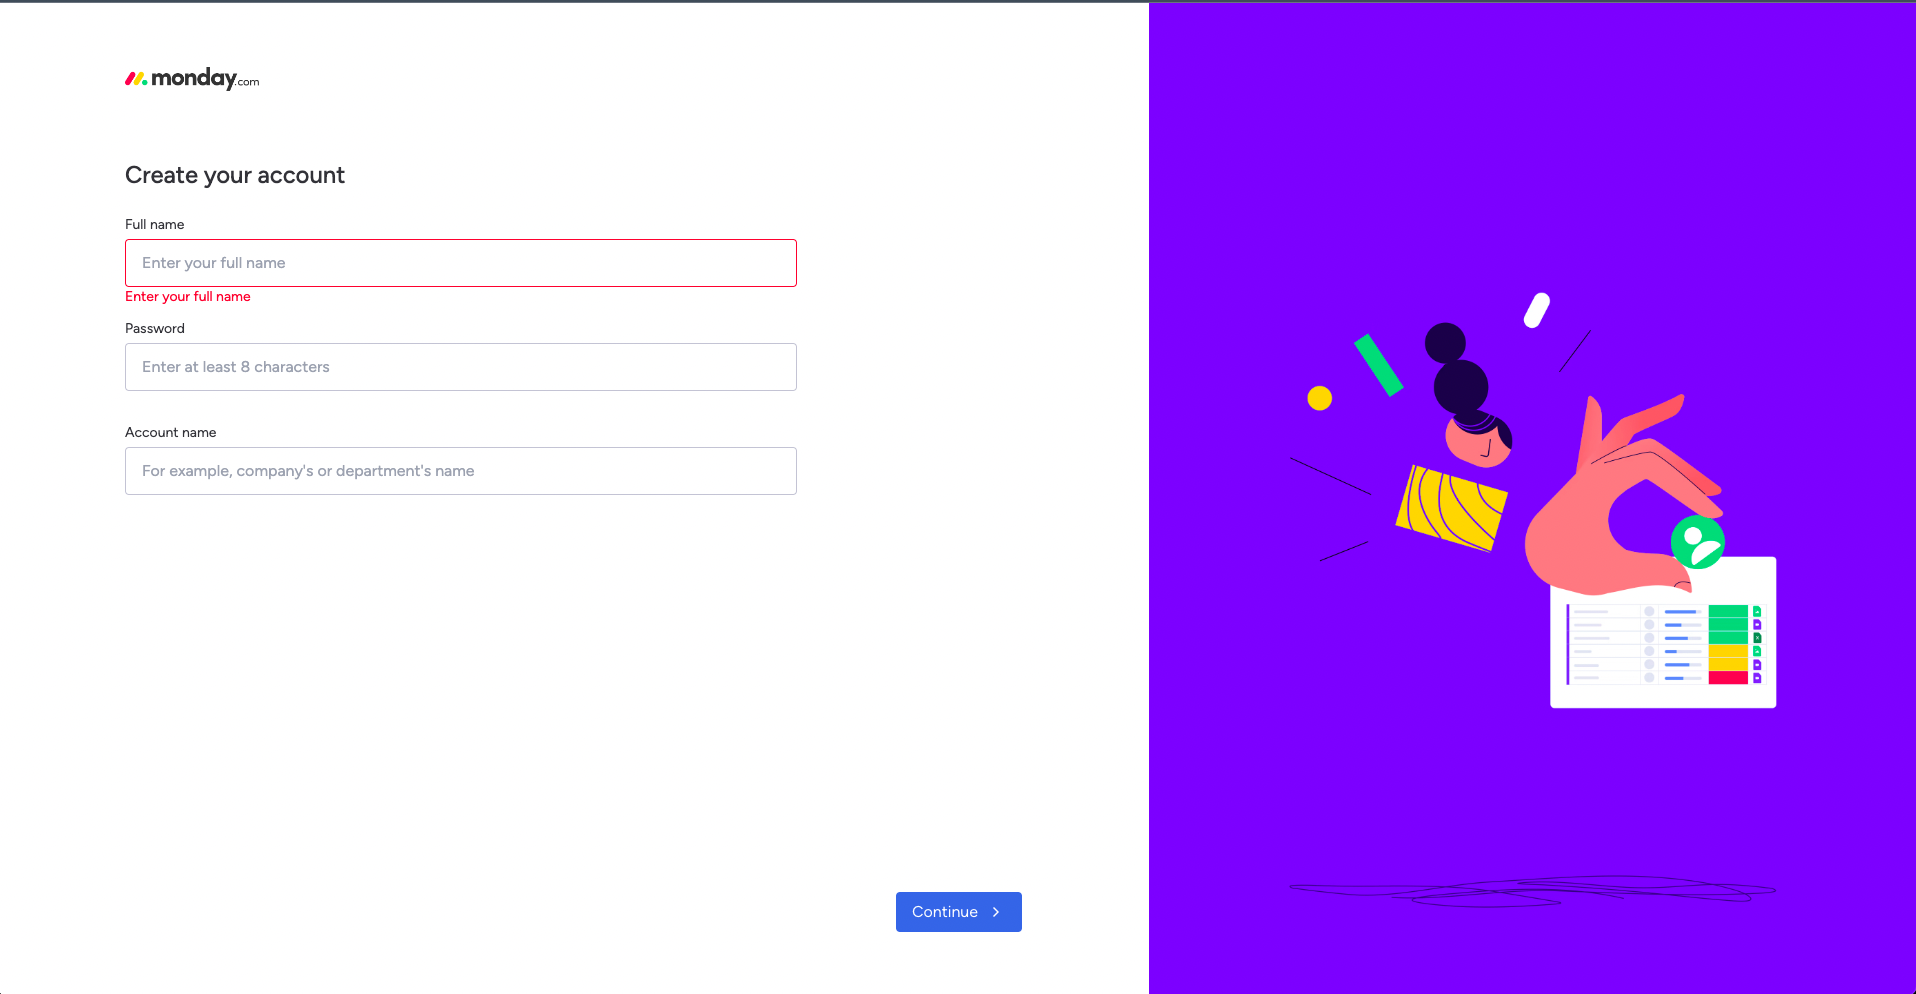 monday.com
Create your account
Full name
Enter your full name
Enter your full name
Password
Enter at least 8 characters
Account name
For example, company's or department's name
Continue